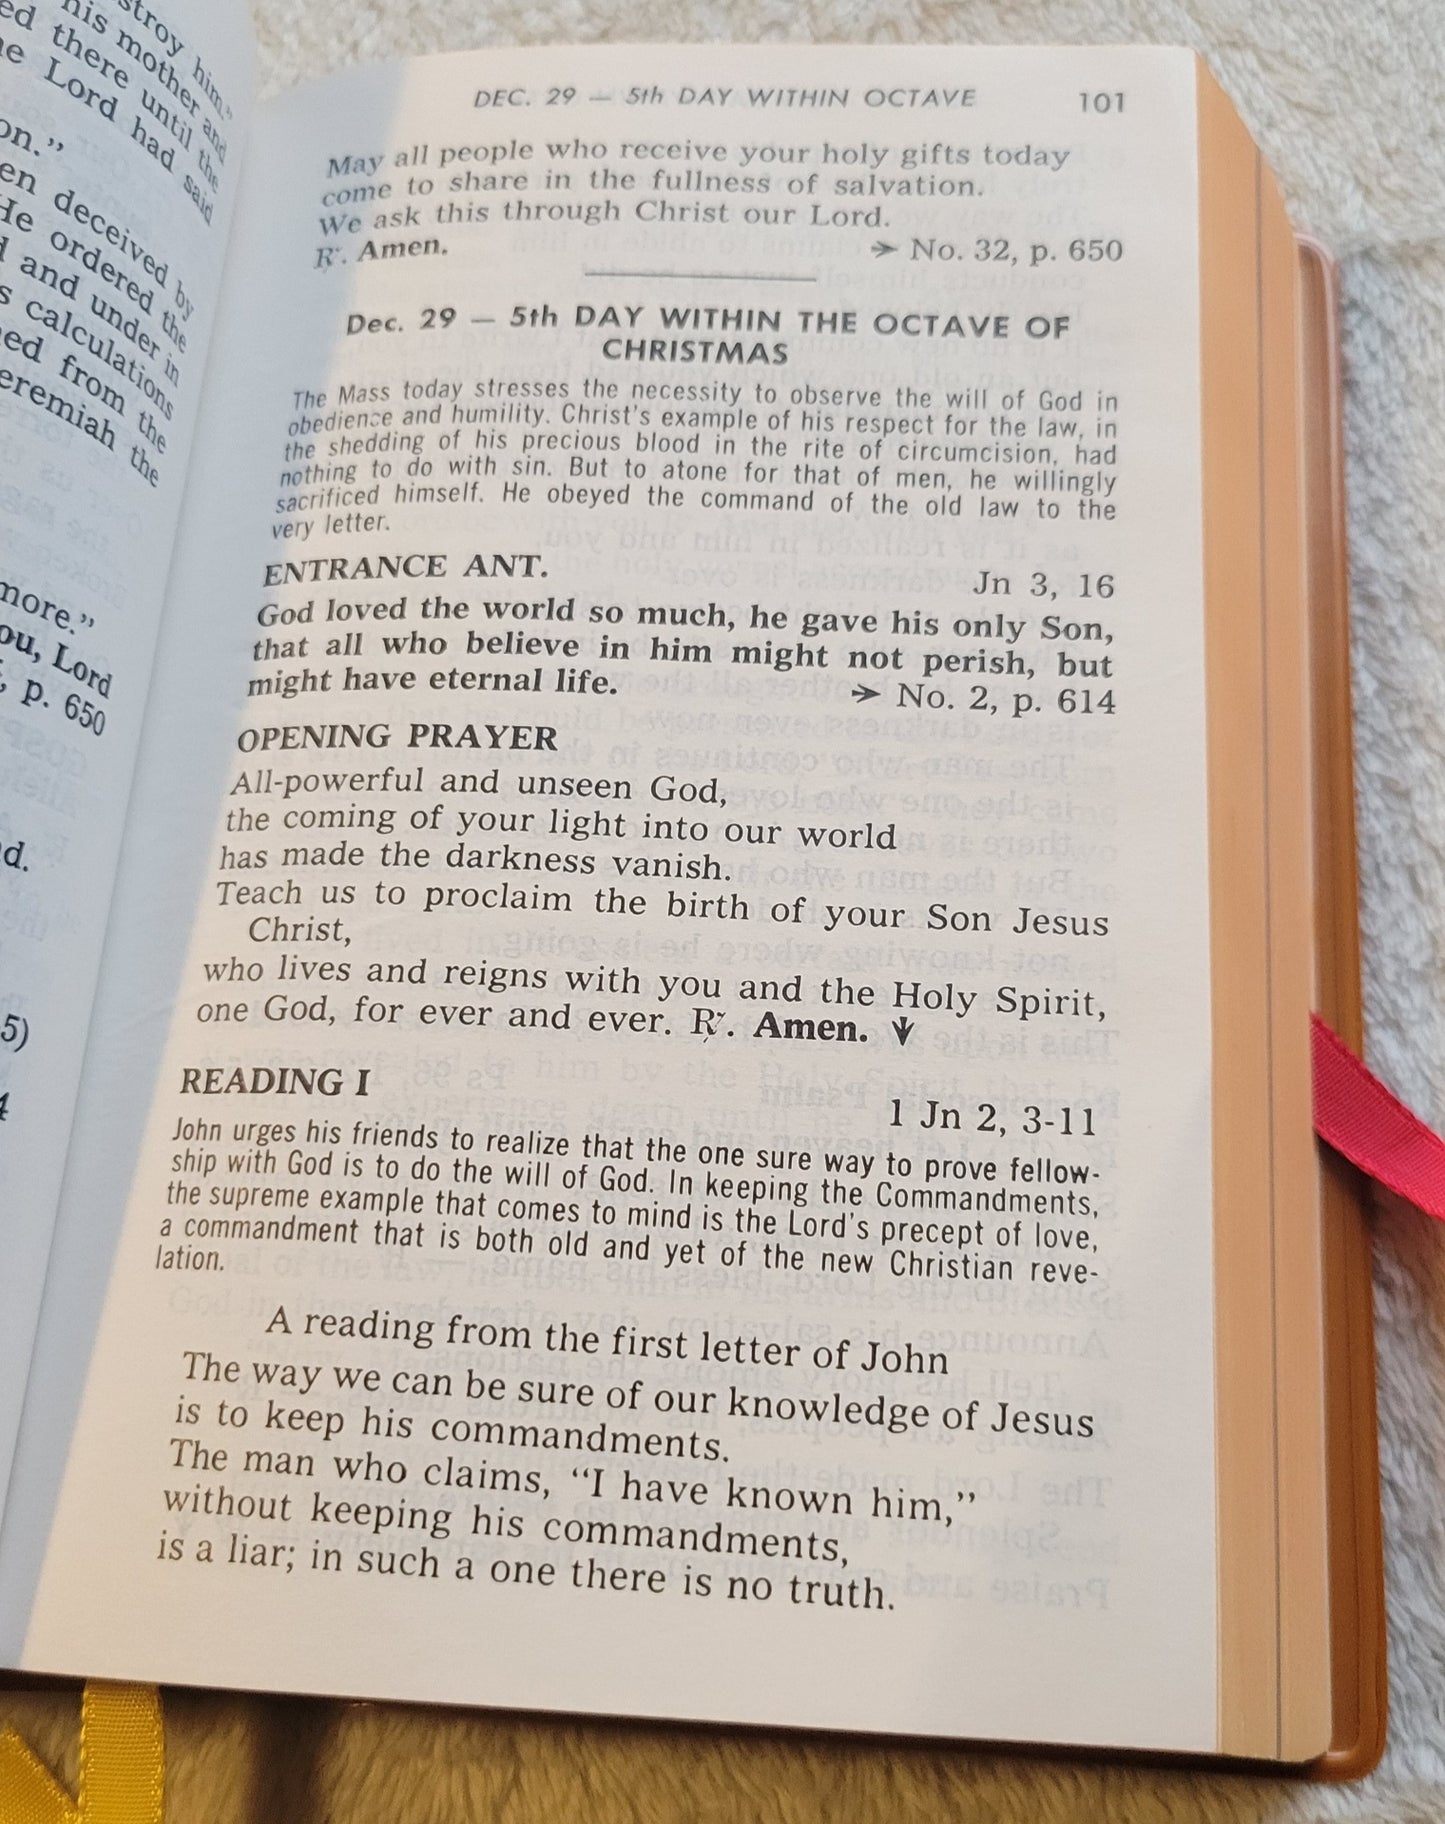 stroy him."
his mother and
ed there until the
he Lord had said
on."
en deceived by
He ordered the
and under in
s calculations
ed from the
eremiah the
more."
ou, Lord
, p. 650
d.
5)
4
DEC. 29 — 5th DAY WITHIN OCTAVE 101
May all people who receive your holy gifts today
come to share in the fullness of salvation.
We ask this through Christ our Lord.
℟. Amen. ➔ No. 32, p. 650
Dec. 29 — 5th DAY WITHIN THE OCTAVE OF
CHRISTMAS
The Mass today stresses the necessity to observe the will of God in
obedience and humility. Christ's example of his respect for the law, in
the shedding of his precious blood in the rite of circumcision, had
nothing to do with sin. But to atone for that of men, he willingly
sacrificed himself. He obeyed the command of the old law to the
very letter.
ENTRANCE ANT. Jn 3, 16
God loved the world so much, he gave his only Son,
that all who believe in him might not perish, but
might have eternal life. ➔ No. 2, p. 614
OPENING PRAYER
All-powerful and unseen God,
the coming of your light into our world
has made the darkness vanish.
Teach us to proclaim the birth of your Son Jesus
Christ,
who lives and reigns with you and the Holy Spirit,
one God, for ever and ever. ℟. Amen. ↓
READING I 1 Jn 2, 3-11
John urges his friends to realize that the one sure way to prove fellow-
ship with God is to do the will of God. In keeping the Commandments,
the supreme example that comes to mind is the Lord's precept of love,
a commandment that is both old and yet of the new Christian reve-
lation.
A reading from the first letter of John
The way we can be sure of our knowledge of Jesus
is to keep his commandments.
The man who claims, "I have known him,"
without keeping his commandments,
is a liar; in such a one there is no truth.